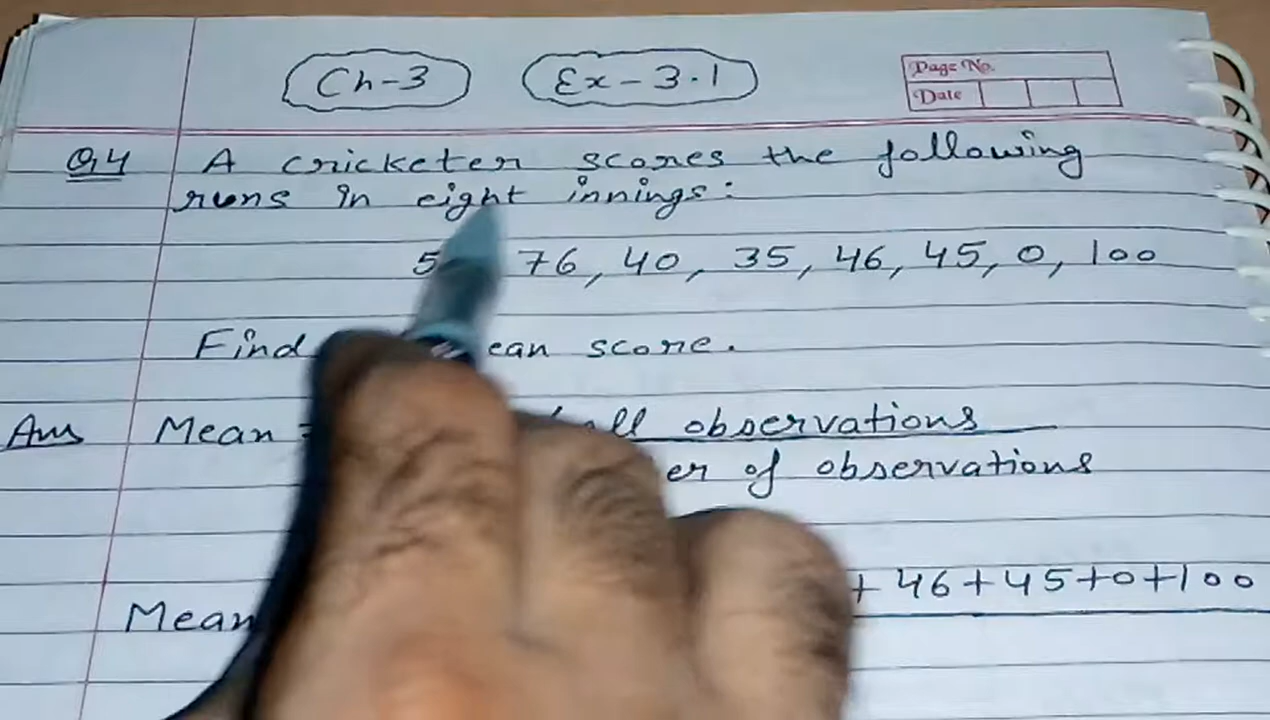 Ch-3 Ex-3.1
Page No.
Date
Q4 A cricketer scores the following
runs in eight innings:
5 76, 40, 35, 46, 45, 0, 100
Find ean score.
Ans Mean = all observations
er of observations
+ 46 + 45 + 0 + 100
Mean